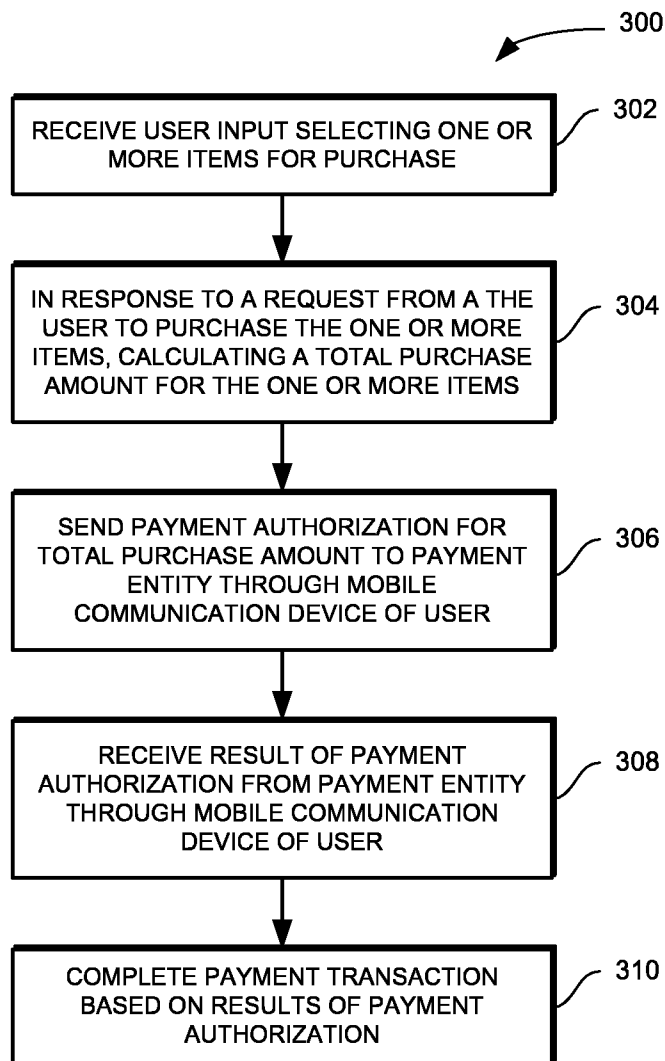 300
RECEIVE USER INPUT SELECTING ONE OR
MORE ITEMS FOR PURCHASE
302
IN RESPONSE TO A REQUEST FROM A THE
USER TO PURCHASE THE ONE OR MORE
ITEMS, CALCULATING A TOTAL PURCHASE
AMOUNT FOR THE ONE OR MORE ITEMS
304
SEND PAYMENT AUTHORIZATION FOR
TOTAL PURCHASE AMOUNT TO PAYMENT
ENTITY THROUGH MOBILE
COMMUNICATION DEVICE OF USER
306
RECEIVE RESULT OF PAYMENT
AUTHORIZATION FROM PAYMENT ENTITY
THROUGH MOBILE COMMUNICATION
DEVICE OF USER
308
COMPLETE PAYMENT TRANSACTION
BASED ON RESULTS OF PAYMENT
AUTHORIZATION
310